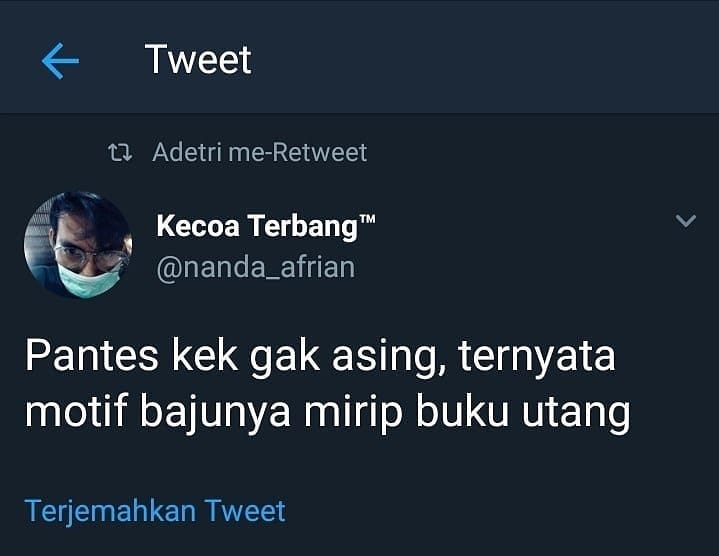 Tweet
Adetri me-Retweet
Kecoa Terbang™
@nanda_afrian
Pantes kek gak asing, ternyata
motif bajunya mirip buku utang
Terjemahkan Tweet